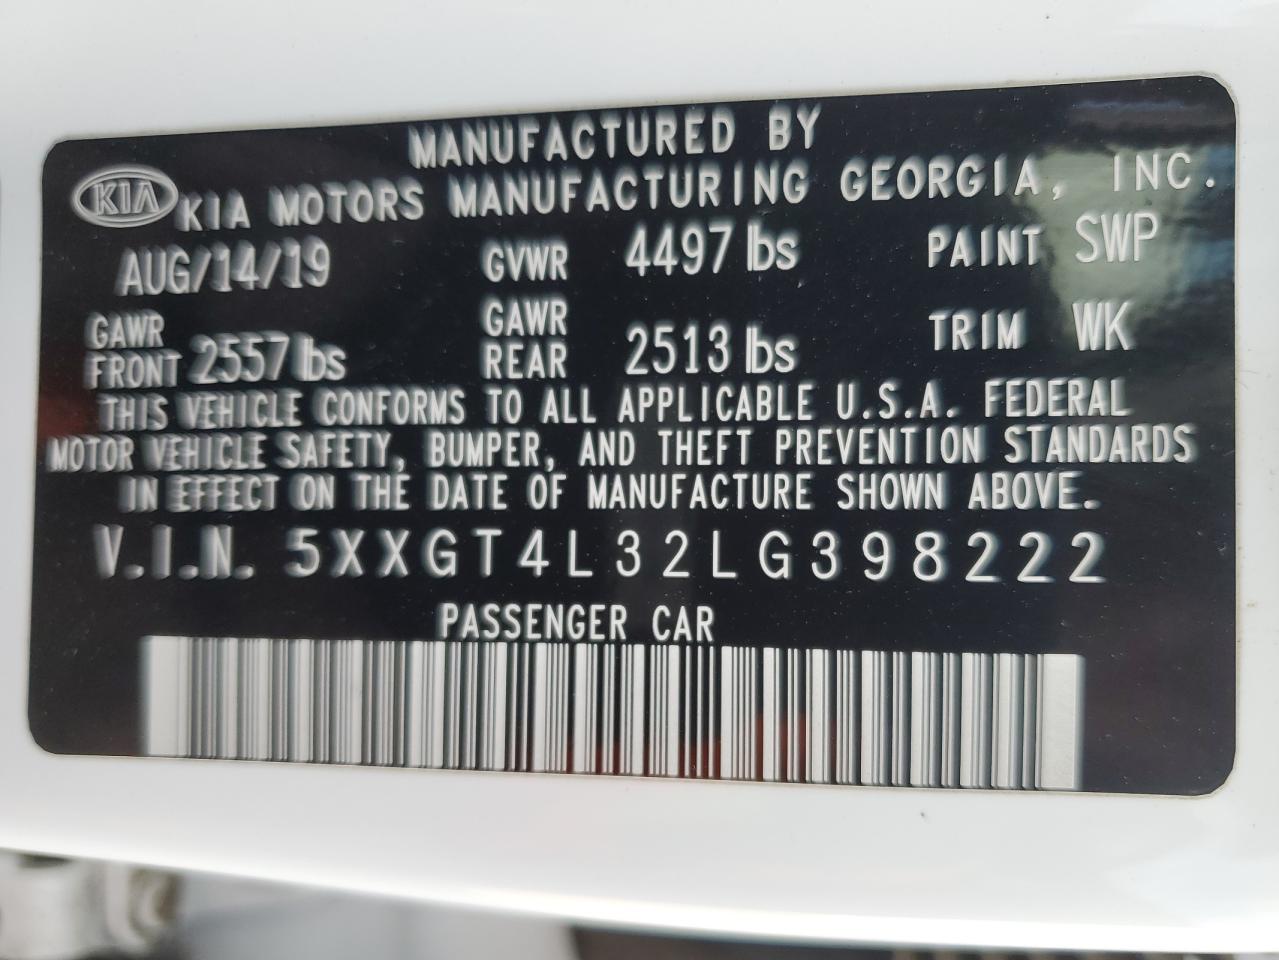 MANUFACTURED BY
KIA KIA MOTORS MANUFACTURING GEORGIA, INC.
AUG/14/19 GVWR 4497 lbs PAINT SWP
GAWR FRONT 2557 lbs GAWR REAR 2513 lbs TRIM WK
THIS VEHICLE CONFORMS TO ALL APPLICABLE U.S.A. FEDERAL
MOTOR VEHICLE SAFETY, BUMPER, AND THEFT PREVENTION STANDARDS
IN EFFECT ON THE DATE OF MANUFACTURE SHOWN ABOVE.
V.I.N. 5XXGT4L32LG398222
PASSENGER CAR